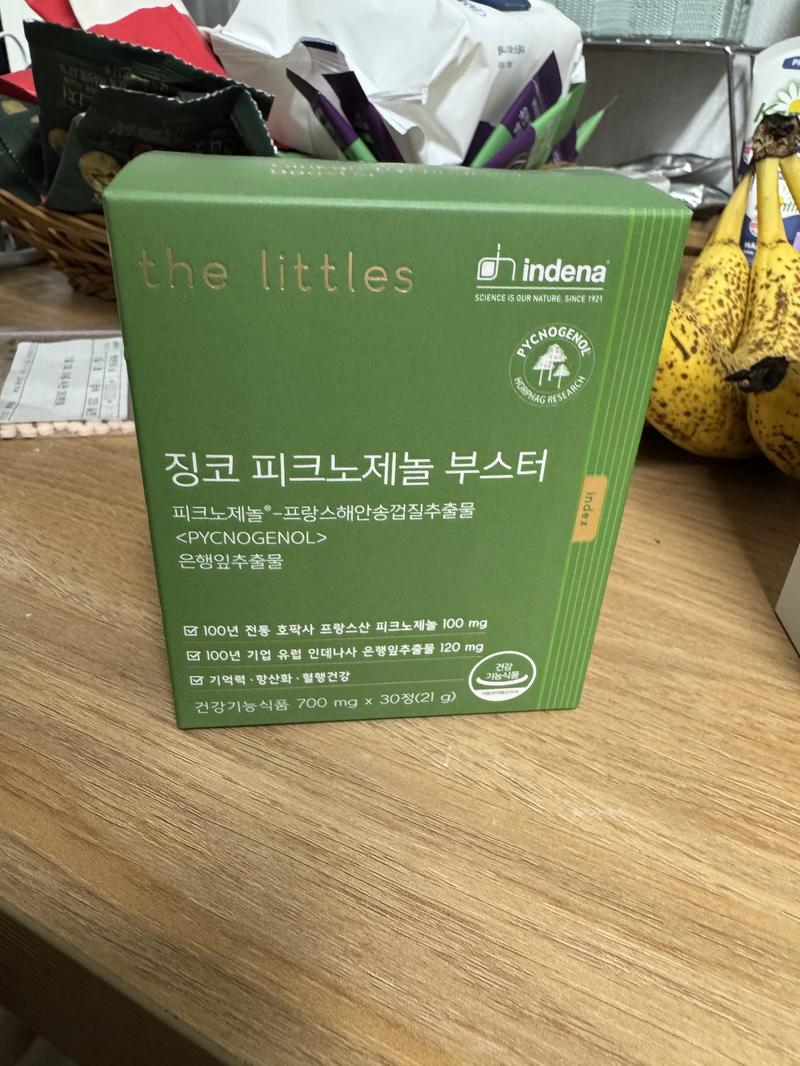 the littles
indena
SCIENCE IS OUR NATURE. SINCE 1921
PYCNOGENOL
HORPHAG RESEARCH
징코 피크노제놀 부스터
피크노제놀®-프랑스해안송껍질추출물
<PYCNOGENOL>
은행잎추출물
index
100년 전통 호팍사 프랑스산 피크노제놀 100 mg
100년 기업 유럽 인데나사 은행잎추출물 120 mg
기억력·항산화·혈행건강
건강기능식품 700 mg x 30정(21 g)
건강
기능식품